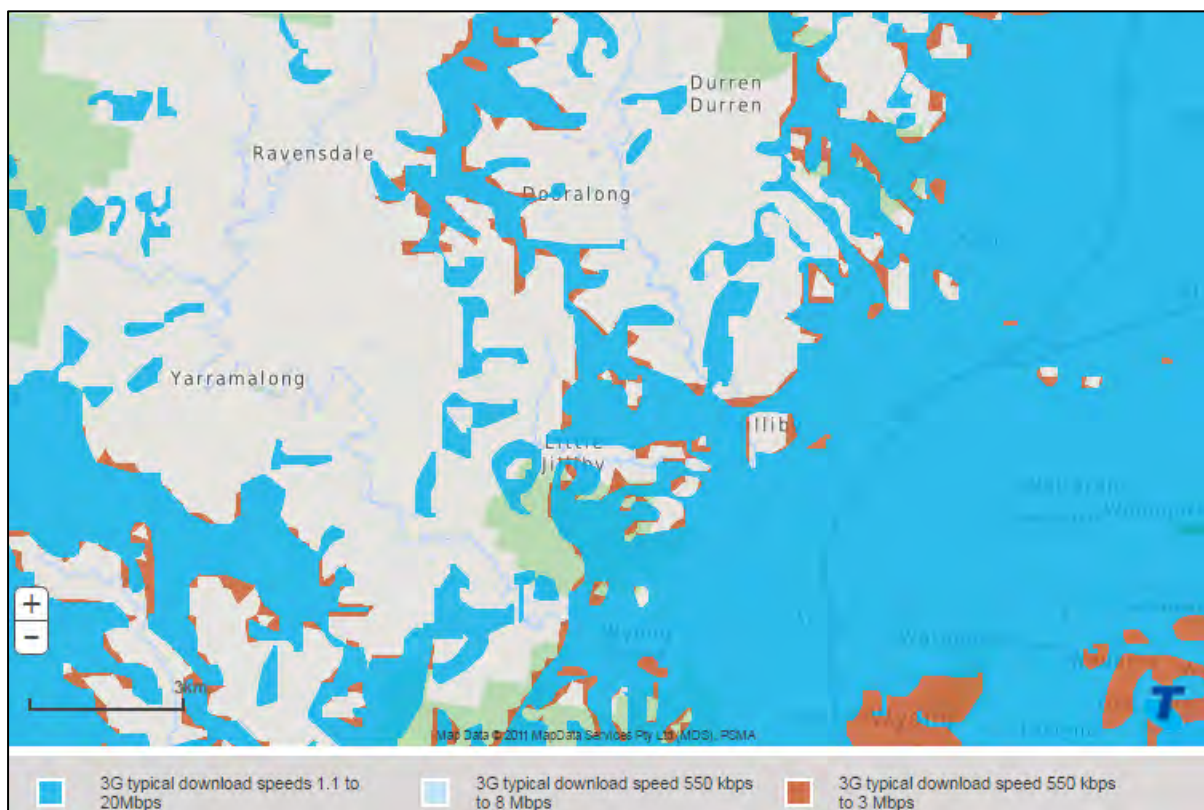 Durren
Durren
Ravensdale
Dooralong
Yarramalong
Little
Jilliby
+
−
Wyong
3km
T
Map Data © 2011 MapData Services Pty Ltd (MDS), PSMA
3G typical download speeds 1.1 to
20Mbps
3G typical download speed 550 kbps
to 8 Mbps
3G typical download speed 550 kbps
to 3 Mbps